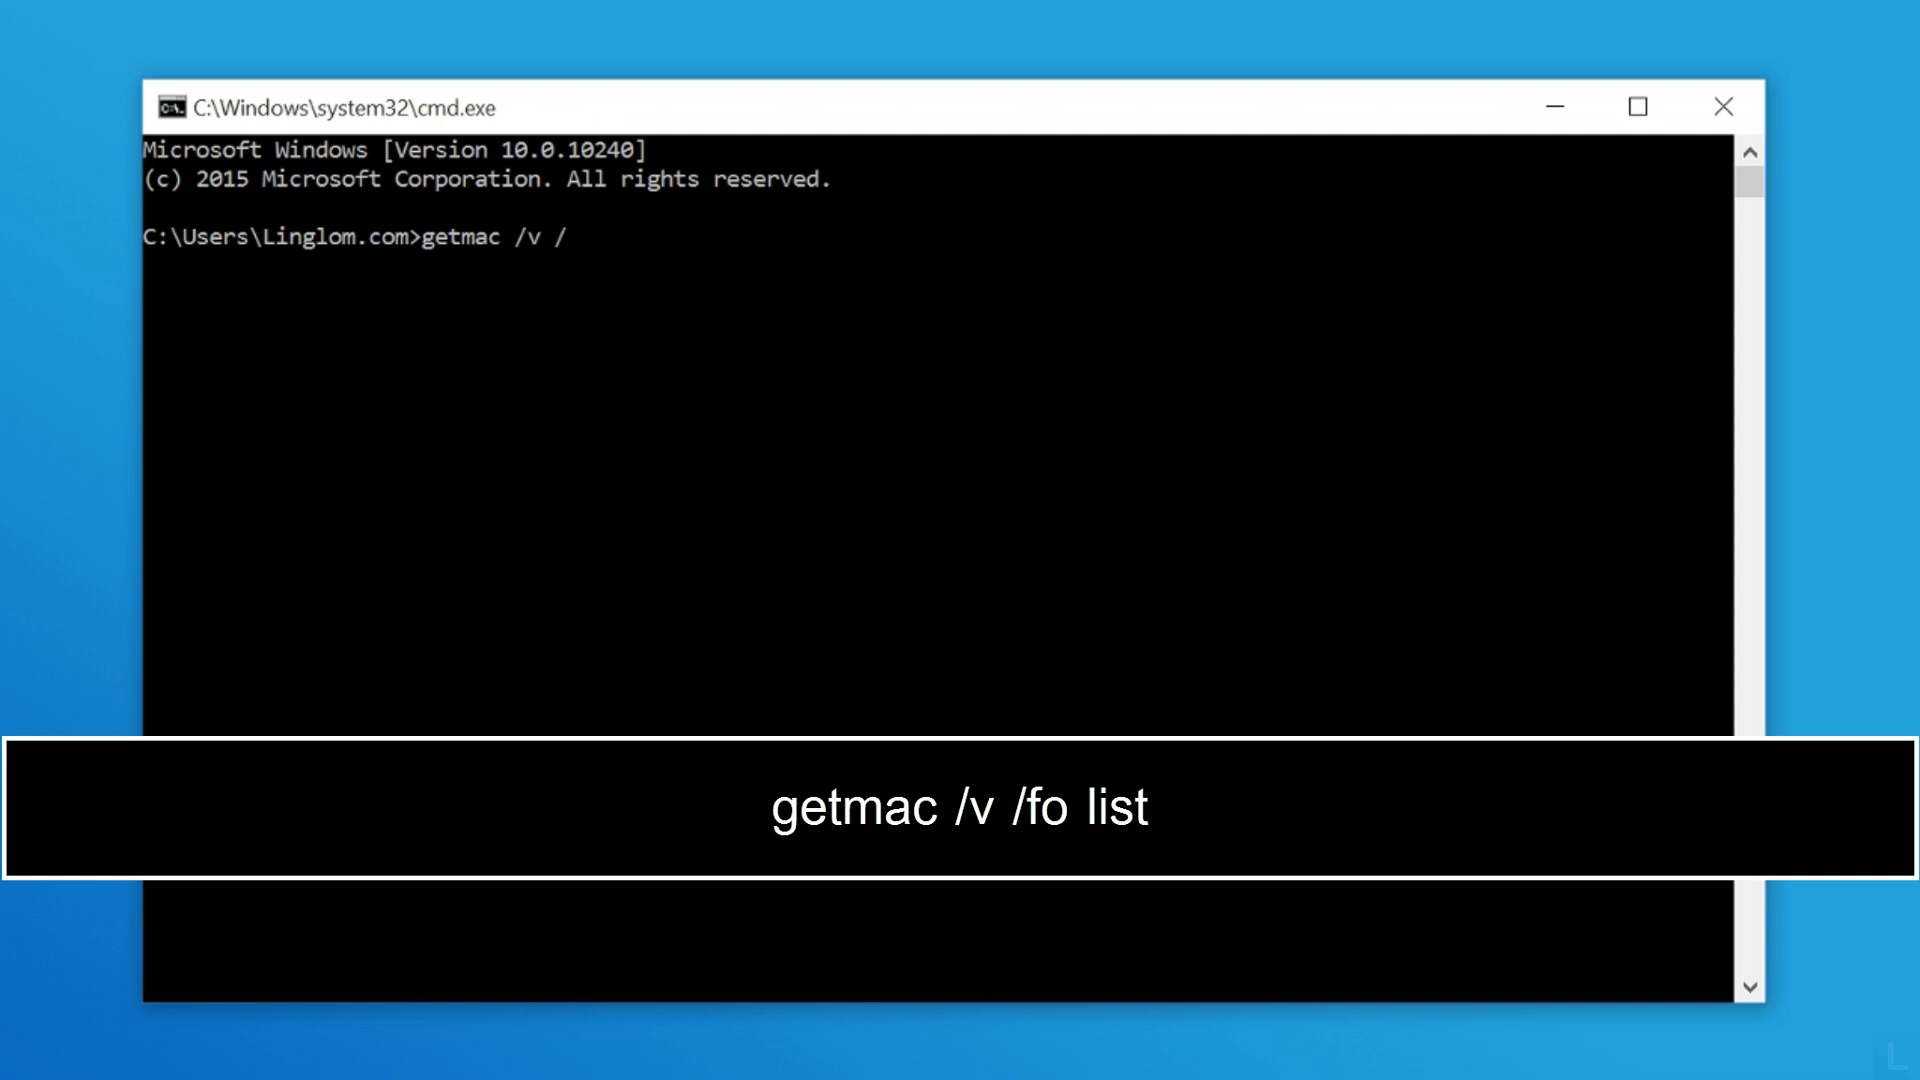 C:\Windows\system32\cmd.exe
Microsoft Windows [Version 10.0.10240]
(c) 2015 Microsoft Corporation. All rights reserved.
C:\Users\Linglom.com>getmac /v /
getmac /v /fo list
L